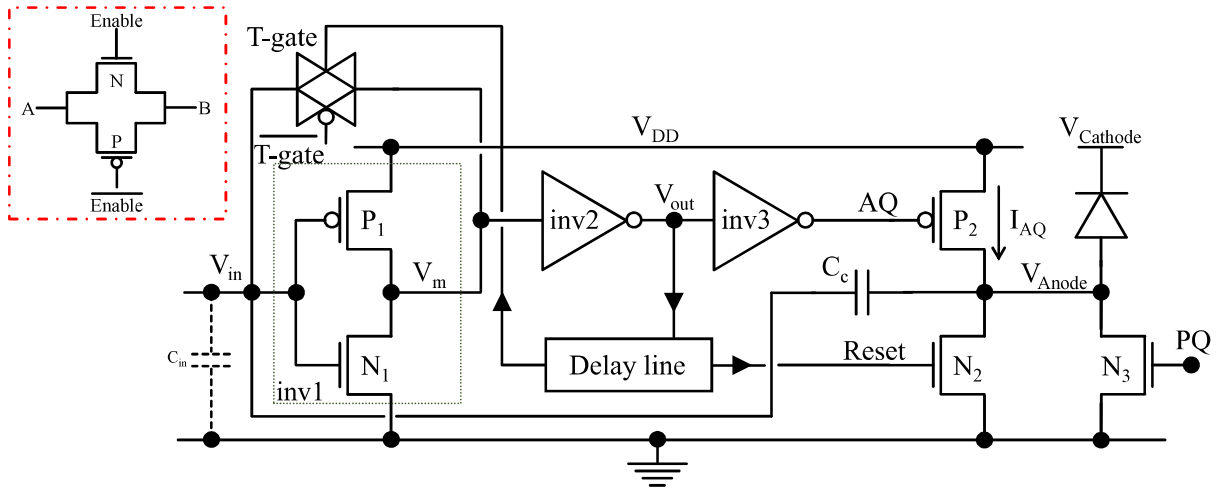 Enable
N
A
B
P
Enable
T-gate
T-gate
V_DD
V_Cathode
P_1
inv2
V_out
inv3
AQ
P_2
I_AQ
V_in
V_m
C_c
V_Anode
C_in
N_1
inv1
Delay line
Reset
N_2
N_3
PQ